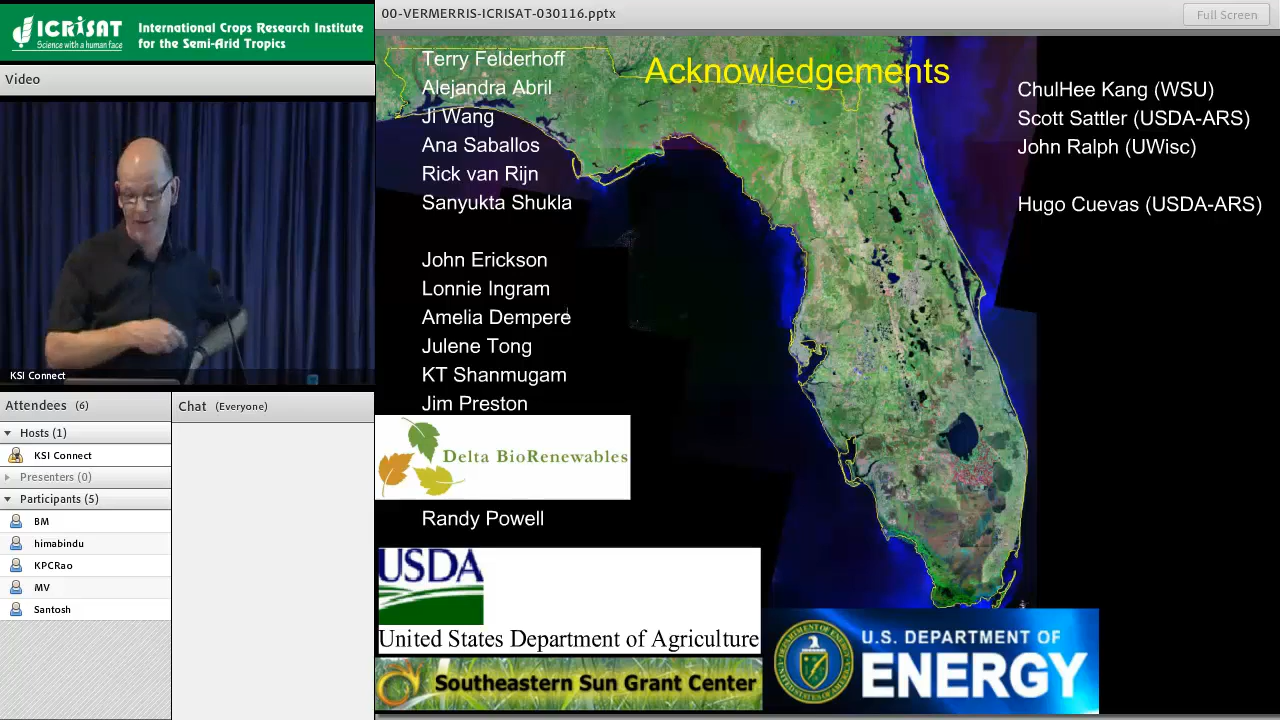 ICRISAT
Science with a human face
International Crops Research Institute
for the Semi-Arid Tropics
Video
KSI Connect
Attendees (6)
Hosts (1)
KSI Connect
Presenters (0)
Participants (5)
BM
himabindu
KPCRao
MV
Santosh
Chat (Everyone)
00-VERMERRIS-ICRISAT-030116.pptx
Full Screen
Acknowledgements
Terry Felderhoff
Alejandra Abril
Ji Wang
Ana Saballos
Rick van Rijn
Sanyukta Shukla
John Erickson
Lonnie Ingram
Amelia Dempere
Julene Tong
KT Shanmugam
Jim Preston
Delta BioRenewables
Randy Powell
USDA
United States Department of Agriculture
Southeastern Sun Grant Center
U.S. DEPARTMENT OF
ENERGY
ChulHee Kang (WSU)
Scott Sattler (USDA-ARS)
John Ralph (UWisc)
Hugo Cuevas (USDA-ARS)